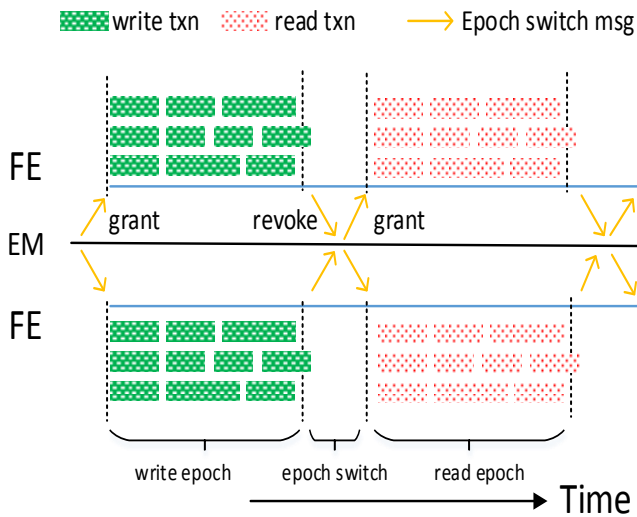 write txn read txn Epoch switch msg
FE
grant revoke grant
EM
FE
write epoch epoch switch read epoch
Time